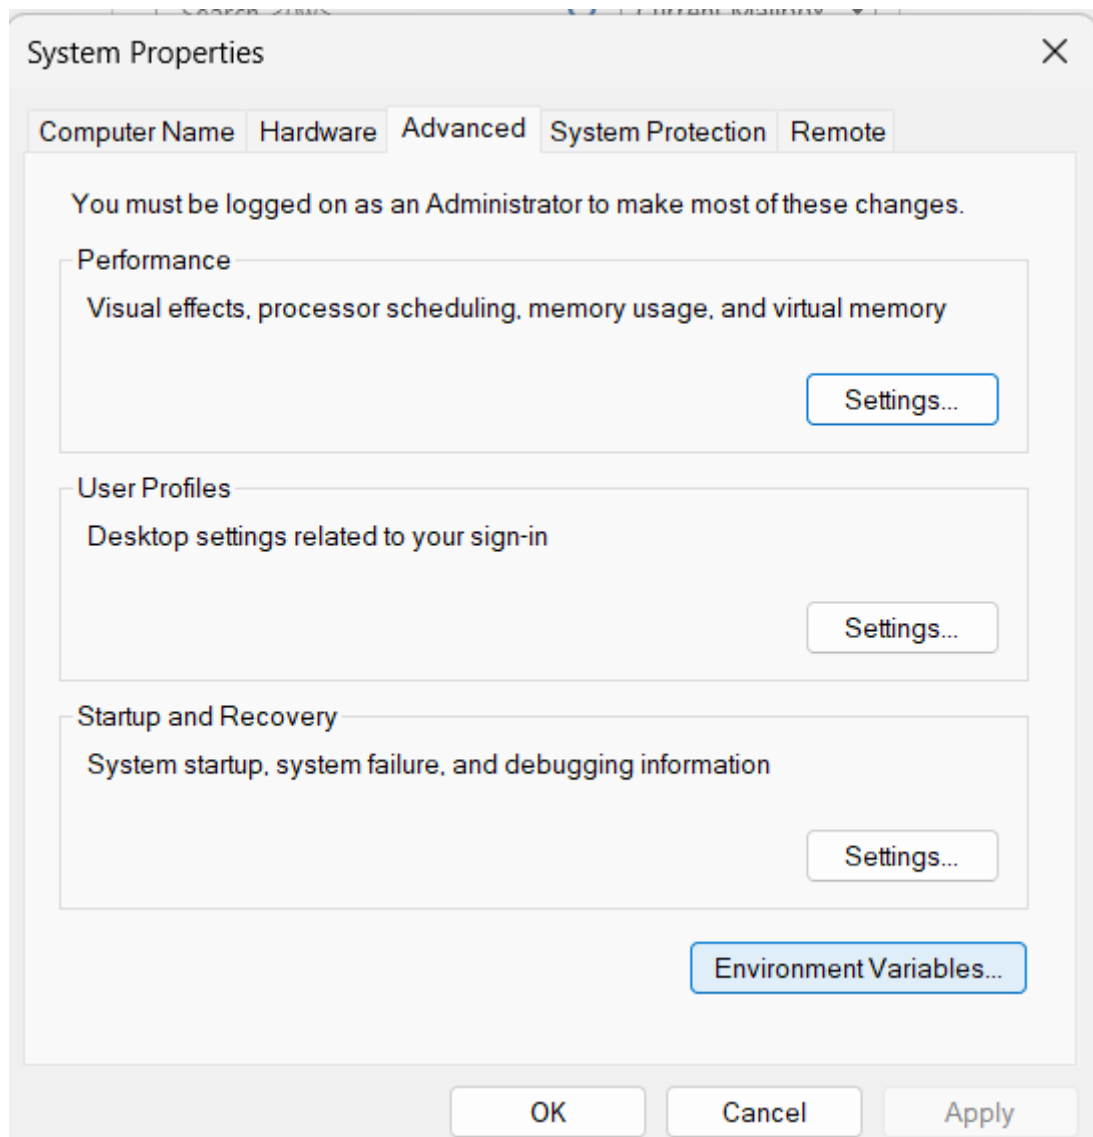 Search
Current Mailbox
System Properties
Computer Name Hardware Advanced System Protection Remote
You must be logged on as an Administrator to make most of these changes.
Performance
Visual effects, processor scheduling, memory usage, and virtual memory
Settings...
User Profiles
Desktop settings related to your sign-in
Settings...
Startup and Recovery
System startup, system failure, and debugging information
Settings...
Environment Variables...
OK Cancel Apply